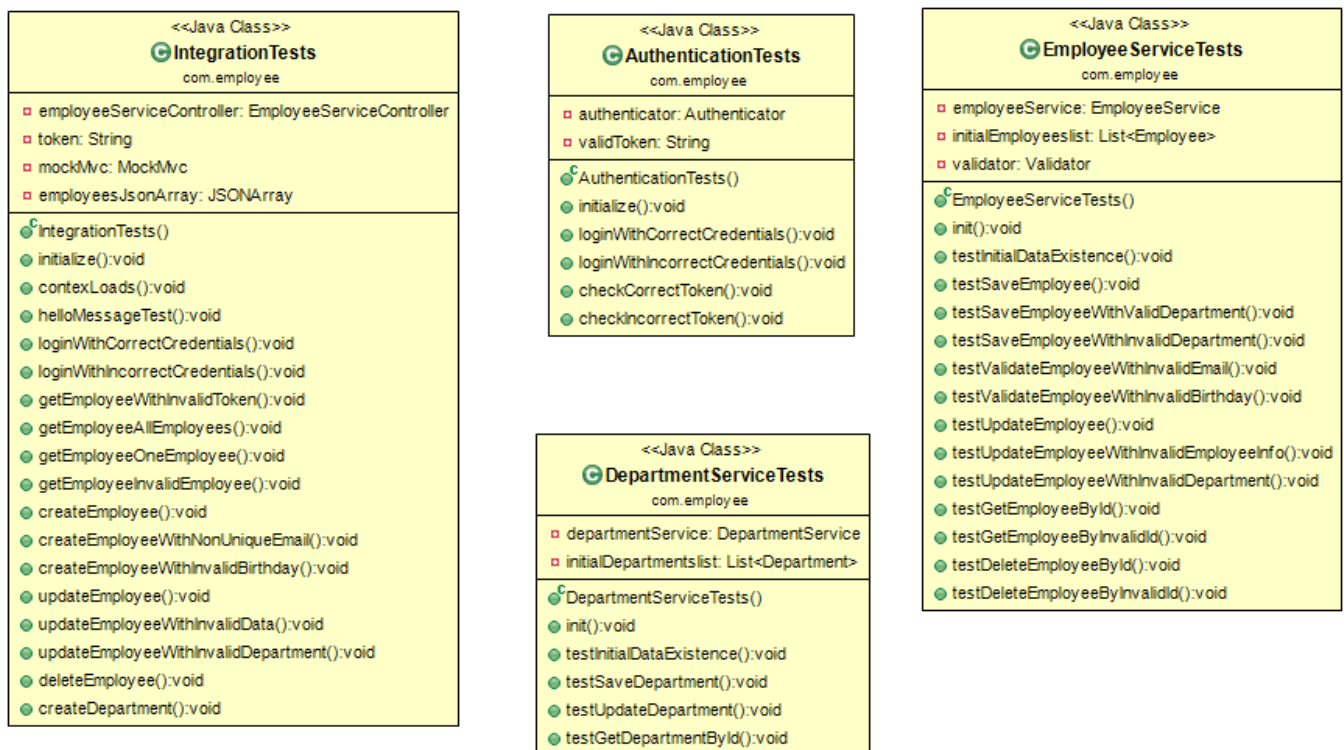 <<Java Class>>
IntegrationTests
com.employee
employeeServiceController: EmployeeServiceController
token: String
mockMvc: MockMvc
employeesJsonArray: JSONArray
IntegrationTests()
initialize():void
contexLoads():void
helloMessageTest():void
loginWithCorrectCredentials():void
loginWithIncorrectCredentials():void
getEmployeeWithInvalidToken():void
getEmployeeAllEmployees():void
getEmployeeOneEmployee():void
getEmployeeInvalidEmployee():void
createEmployee():void
createEmployeeWithNonUniqueEmail():void
createEmployeeWithInvalidBirthday():void
updateEmployee():void
updateEmployeeWithInvalidData():void
updateEmployeeWithInvalidDepartment():void
deleteEmployee():void
createDepartment():void
<<Java Class>>
AuthenticationTests
com.employee
authenticator: Authenticator
validToken: String
AuthenticationTests()
initialize():void
loginWithCorrectCredentials():void
loginWithIncorrectCredentials():void
checkCorrectToken():void
checkIncorrectToken():void
<<Java Class>>
DepartmentServiceTests
com.employee
departmentService: DepartmentService
initialDepartmentslist: List<Department>
DepartmentServiceTests()
init():void
testInitialDataExistence():void
testSaveDepartment():void
testUpdateDepartment():void
testGetDepartmentById():void
<<Java Class>>
EmployeeServiceTests
com.employee
employeeService: EmployeeService
initialEmployeeslist: List<Employee>
validator: Validator
EmployeeServiceTests()
init():void
testInitialDataExistence():void
testSaveEmployee():void
testSaveEmployeeWithValidDepartment():void
testSaveEmployeeWithInvalidDepartment():void
testValidateEmployeeWithInvalidEmail():void
testValidateEmployeeWithInvalidBirthday():void
testUpdateEmployee():void
testUpdateEmployeeWithInvalidEmployeeInfo():void
testUpdateEmployeeWithInvalidDepartment():void
testGetEmployeeById():void
testGetEmployeeByInvalidId():void
testDeleteEmployeeById():void
testDeleteEmployeeByInvalidId():void